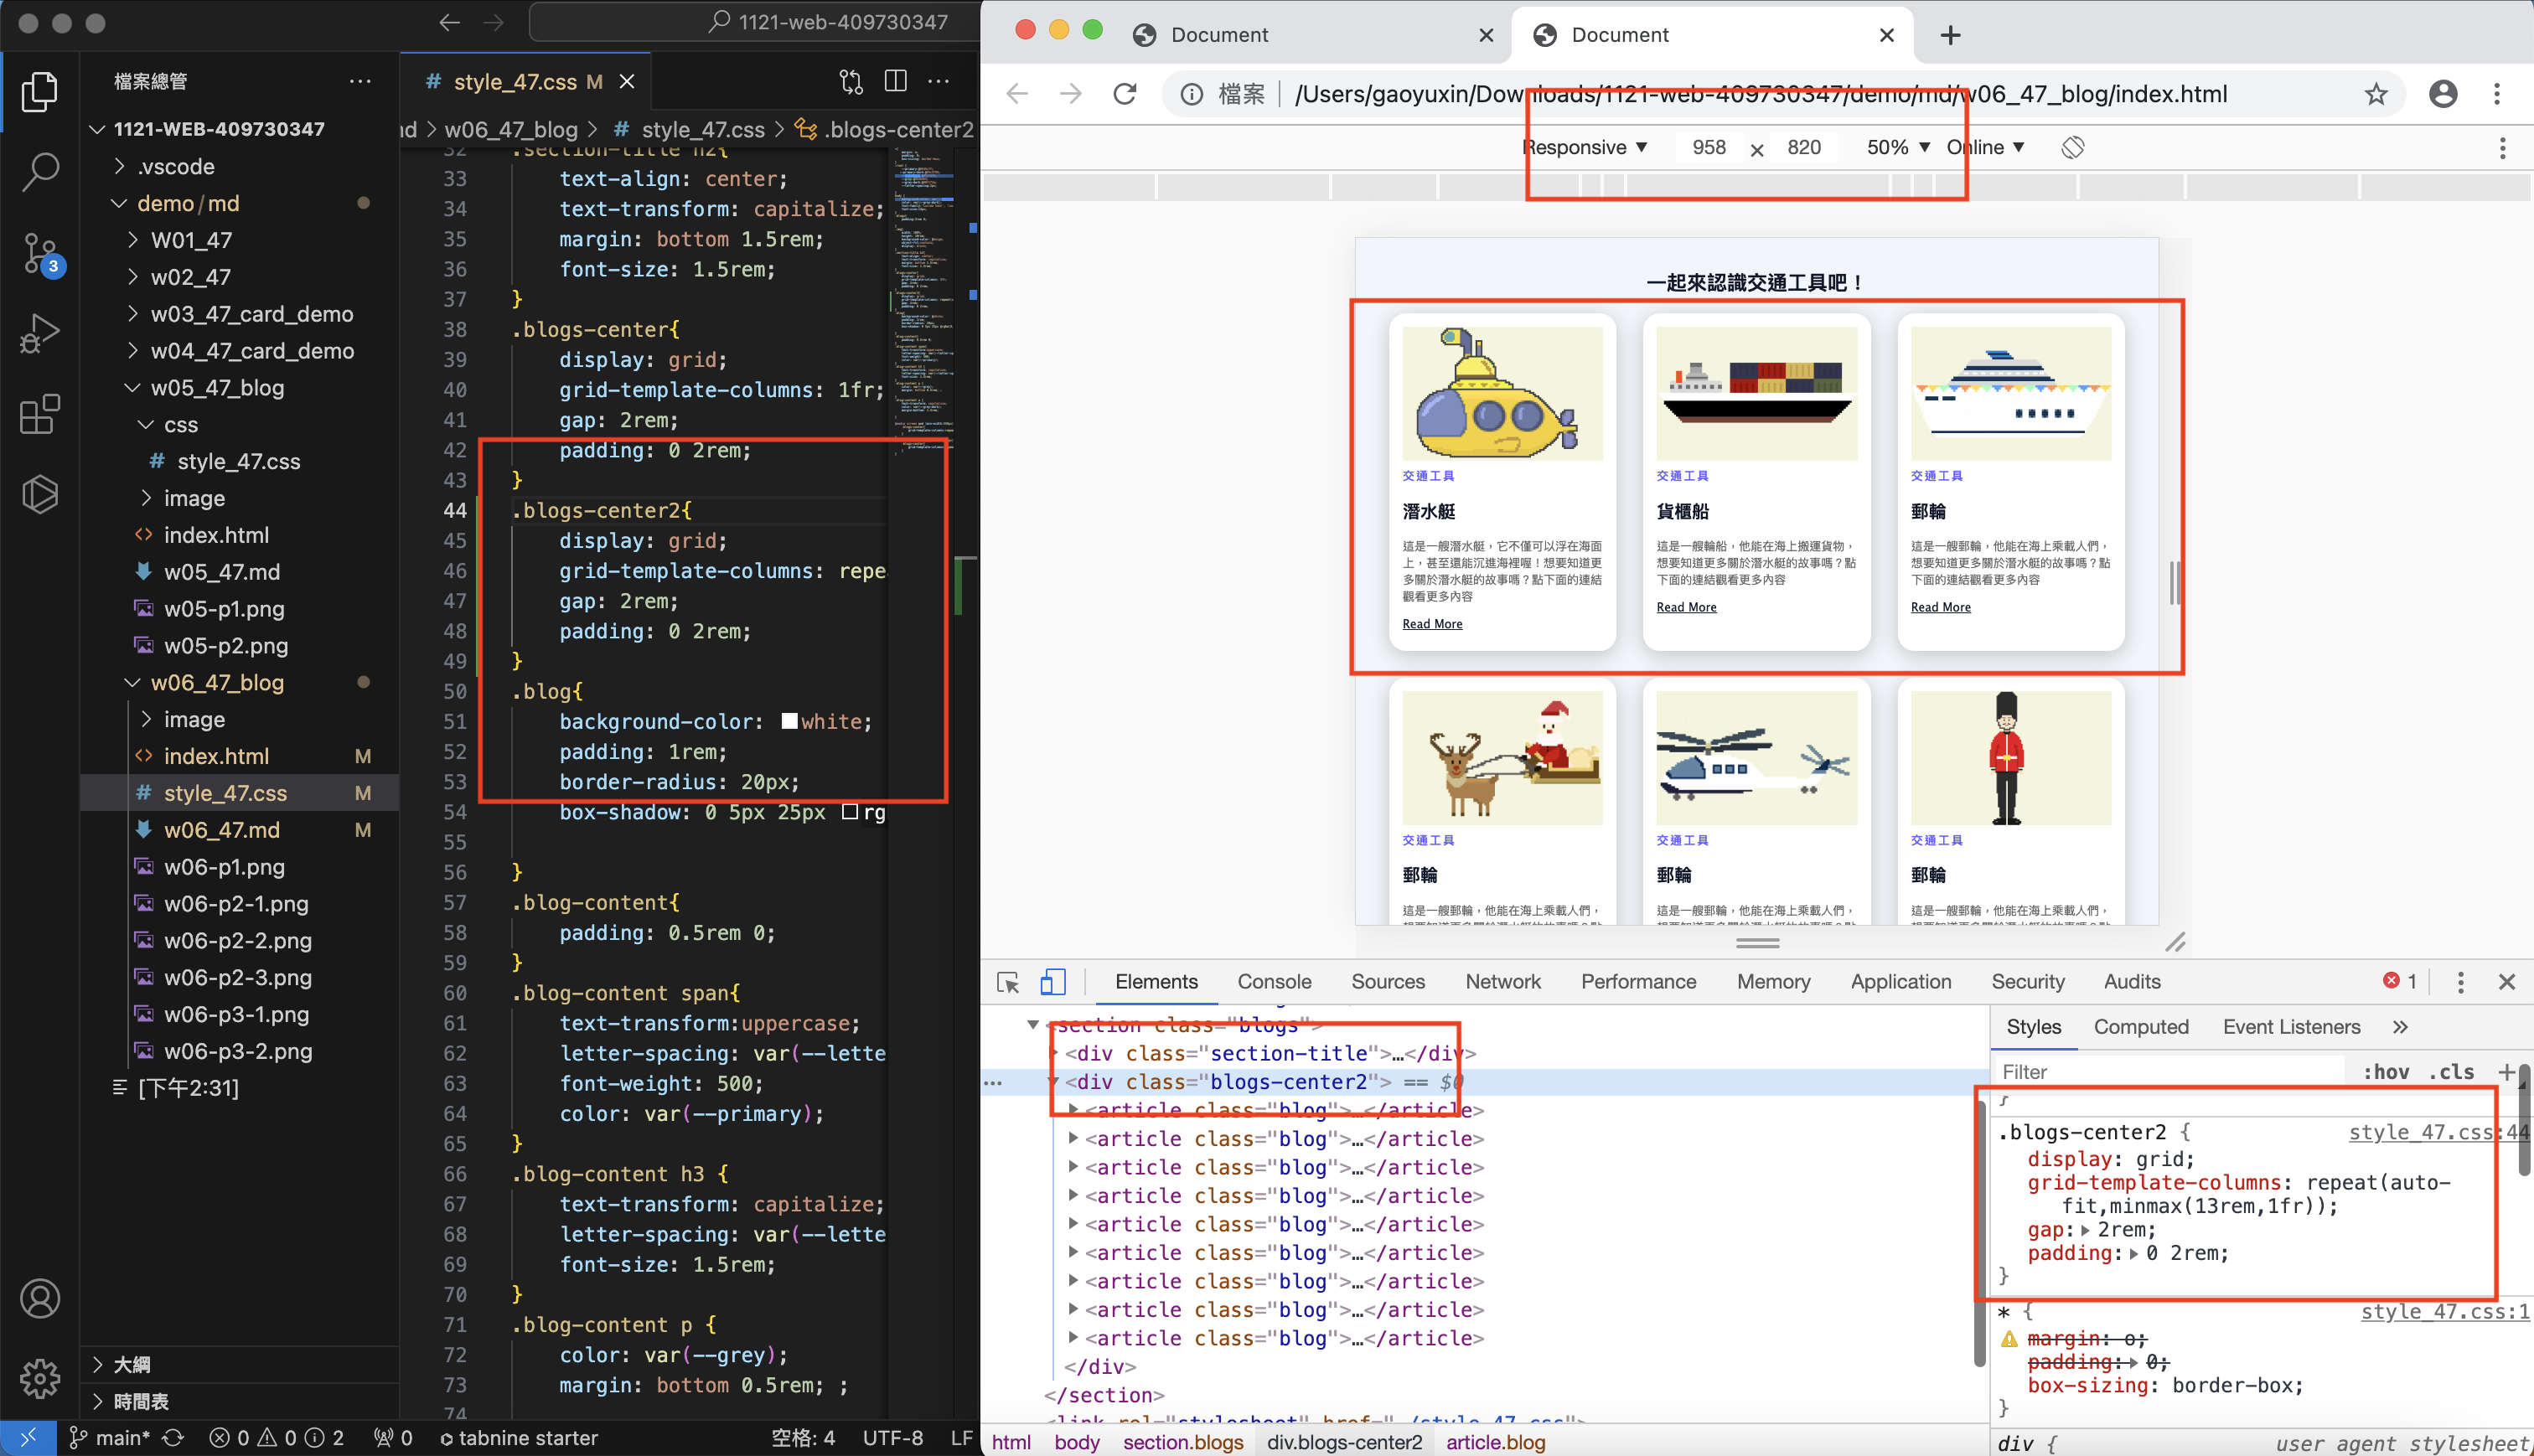 1121-web-409730347
檔案總管
1121-WEB-409730347
.vscode
demo/md
W01_47
w02_47
w03_47_card_demo
w04_47_card_demo
w05_47_blog
css
style_47.css
image
index.html
w05_47.md
w05-p1.png
w05-p2.png
w06_47_blog
image
index.html M
style_47.css M
w06_47.md M
w06-p1.png
w06-p2-1.png
w06-p2-2.png
w06-p2-3.png
w06-p3-1.png
w06-p3-2.png
[下午2:31]
大綱
時間表
3
style_47.css M
w06_47_blog > style_47.css > .blogs-center2
32 .section-title h2{
33 text-align: center;
34 text-transform: capitalize;
35 margin: bottom 1.5rem;
36 font-size: 1.5rem;
37 }
38 .blogs-center{
39 display: grid;
40 grid-template-columns: 1fr;
41 gap: 2rem;
42 padding: 0 2rem;
43 }
44 .blogs-center2{
45 display: grid;
46 grid-template-columns: repe
47 gap: 2rem;
48 padding: 0 2rem;
49 }
50 .blog{
51 background-color: white;
52 padding: 1rem;
53 border-radius: 20px;
54 box-shadow: 0 5px 25px rg
55
56 }
57 .blog-content{
58 padding: 0.5rem 0;
59 }
60 .blog-content span{
61 text-transform:uppercase;
62 letter-spacing: var(--lette
63 font-weight: 500;
64 color: var(--primary);
65 }
66 .blog-content h3 {
67 text-transform: capitalize;
68 letter-spacing: var(--lette
69 font-size: 1.5rem;
70 }
71 .blog-content p {
72 color: var(--grey);
73 margin: bottom 0.5rem; ;
74
main* 0 0 2 0 tabnine starter 空格: 4 UTF-8 LF
Document
Document
檔案 /Users/gaoyuxin/Downloads/1121-web-409730347/demo/md/w06_47_blog/index.html
Responsive ▼ 958 × 820 50% ▼ Online ▼
一起來認識交通工具吧！
交通工具
潛水艇
這是一艘潛水艇，它不僅可以浮在海面
上，甚至還能沉進海裡喔！想要知道更
多關於潛水艇的故事嗎？點下面的連結
觀看更多內容
Read More
交通工具
貨櫃船
這是一艘輪船，他能在海上搬運貨物，
想要知道更多關於潛水艇的故事嗎？點
下面的連結觀看更多內容
Read More
交通工具
郵輪
這是一艘郵輪，他能在海上乘載人們，
想要知道更多關於潛水艇的故事嗎？點
下面的連結觀看更多內容
Read More
交通工具
郵輪
這是一艘郵輪，他能在海上乘載人們，
交通工具
郵輪
這是一艘郵輪，他能在海上乘載人們，
交通工具
郵輪
這是一艘郵輪，他能在海上乘載人們，
Elements Console Sources Network Performance Memory Application Security Audits 1
<section class="blogs">
<div class="section-title">…</div>
<div class="blogs-center2"> == $0
<article class="blog">…</article>
<article class="blog">…</article>
<article class="blog">…</article>
<article class="blog">…</article>
<article class="blog">…</article>
<article class="blog">…</article>
<article class="blog">…</article>
<article class="blog">…</article>
<article class="blog">…</article>
</div>
</section>
<link rel="stylesheet" href="./style_47.css">
html body section.blogs div.blogs-center2 article.blog
Styles Computed Event Listeners »
Filter :hov .cls +
}
.blogs-center2 { style_47.css:44
display: grid;
grid-template-columns: repeat(auto-
fit,minmax(13rem,1fr));
gap: 2rem;
padding: 0 2rem;
}
* { style_47.css:1
margin: o;
padding: 0;
box-sizing: border-box;
}
div { user agent stylesheet